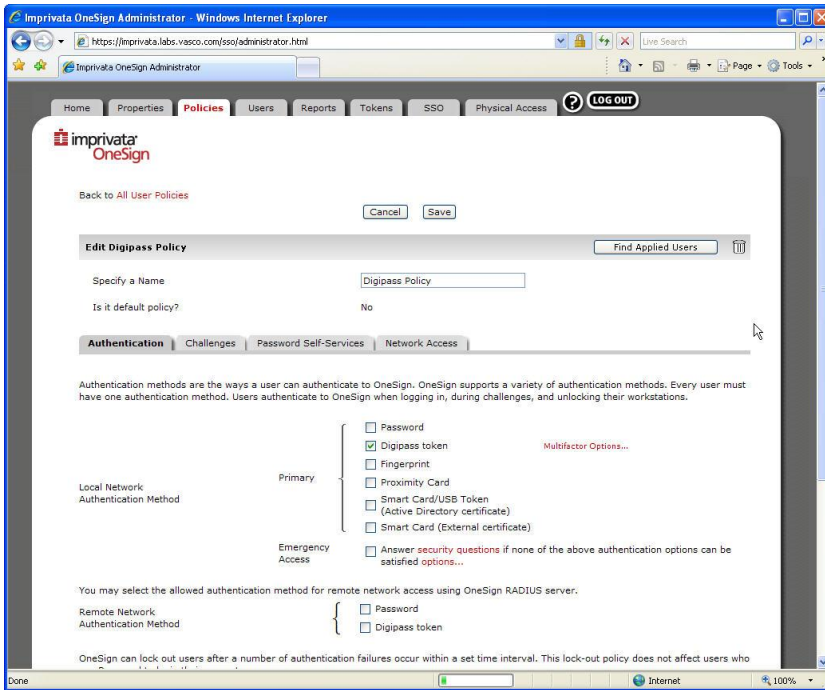 Imprivata OneSign Administrator - Windows Internet Explorer
https://imprivata.labs.vasco.com/sso/administrator.html
Live Search
Imprivata OneSign Administrator
Page
Tools
Home
Properties
Policies
Users
Reports
Tokens
SSO
Physical Access
?
LOG OUT
imprivata
OneSign
Back to All User Policies
Cancel
Save
Edit Digipass Policy
Find Applied Users
Specify a Name
Digipass Policy
Is it default policy?
No
Authentication
Challenges
Password Self-Services
Network Access
Authentication methods are the ways a user can authenticate to OneSign. OneSign supports a variety of authentication methods. Every user must
have one authentication method. Users authenticate to OneSign when logging in, during challenges, and unlocking their workstations.
Local Network
Authentication Method
Primary
Password
Digipass token
Multifactor Options...
Fingerprint
Proximity Card
Smart Card/USB Token
(Active Directory certificate)
Smart Card (External certificate)
Emergency
Access
Answer security questions if none of the above authentication options can be
satisfied options...
You may select the allowed authentication method for remote network access using OneSign RADIUS server.
Remote Network
Authentication Method
Password
Digipass token
OneSign can lock out users after a number of authentication failures occur within a set time interval. This lock-out policy does not affect users who
Done
Internet
100%